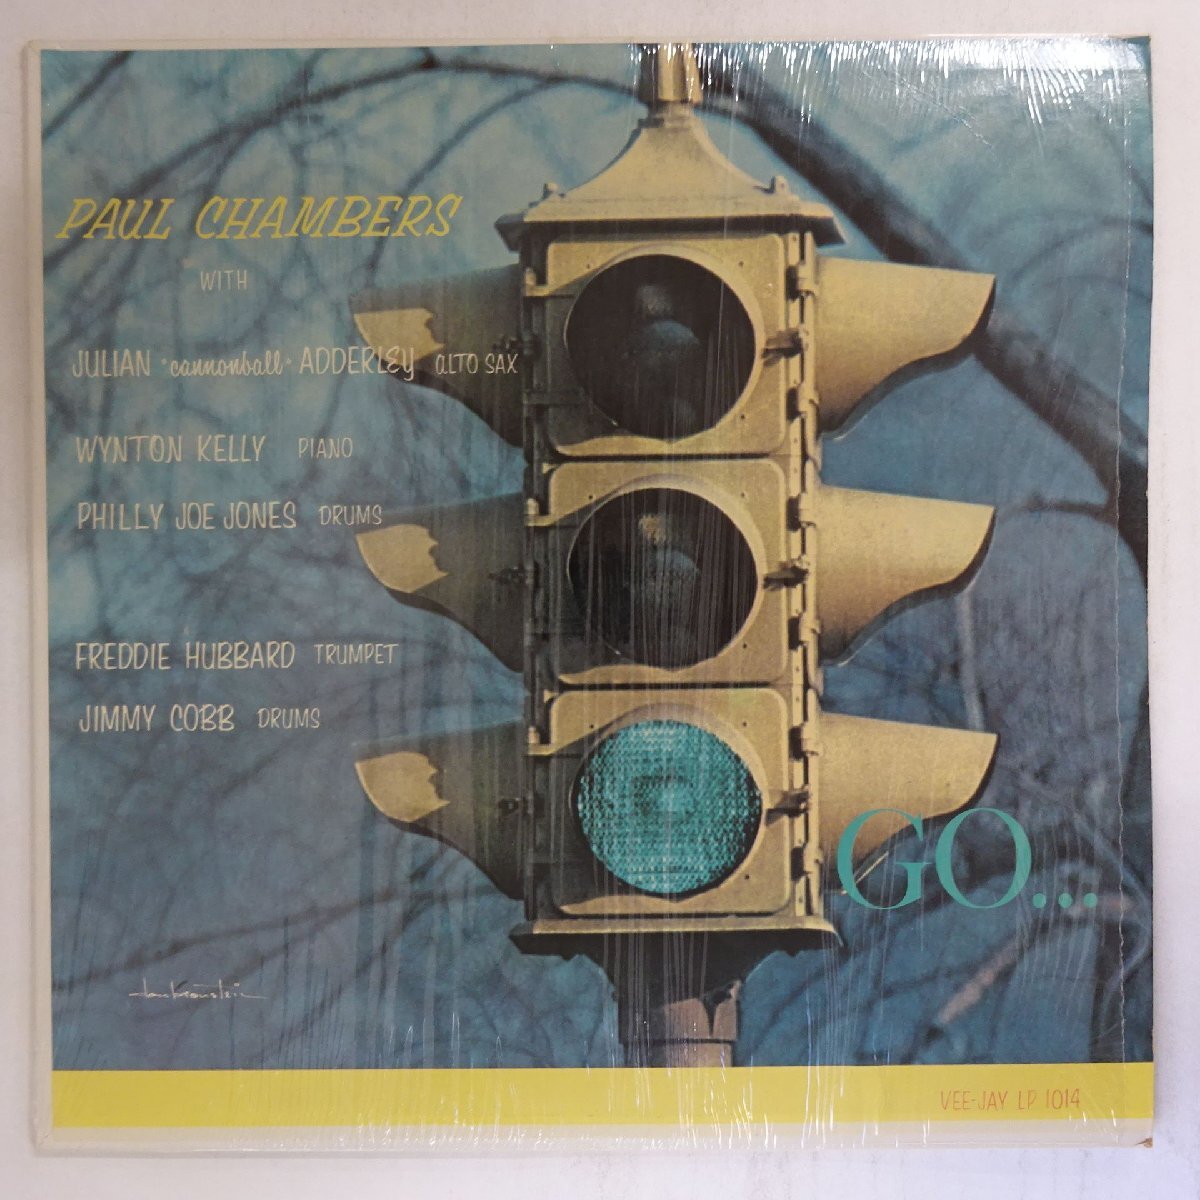 PAUL CHAMBERS
WITH
JULIAN "cannonball" ADDERLEY ALTO SAX
WYNTON KELLY PIANO
PHILLY JOE JONES DRUMS
FREDDIE HUBBARD TRUMPET
JIMMY COBB DRUMS
GO...
VEE-JAY LP 1014